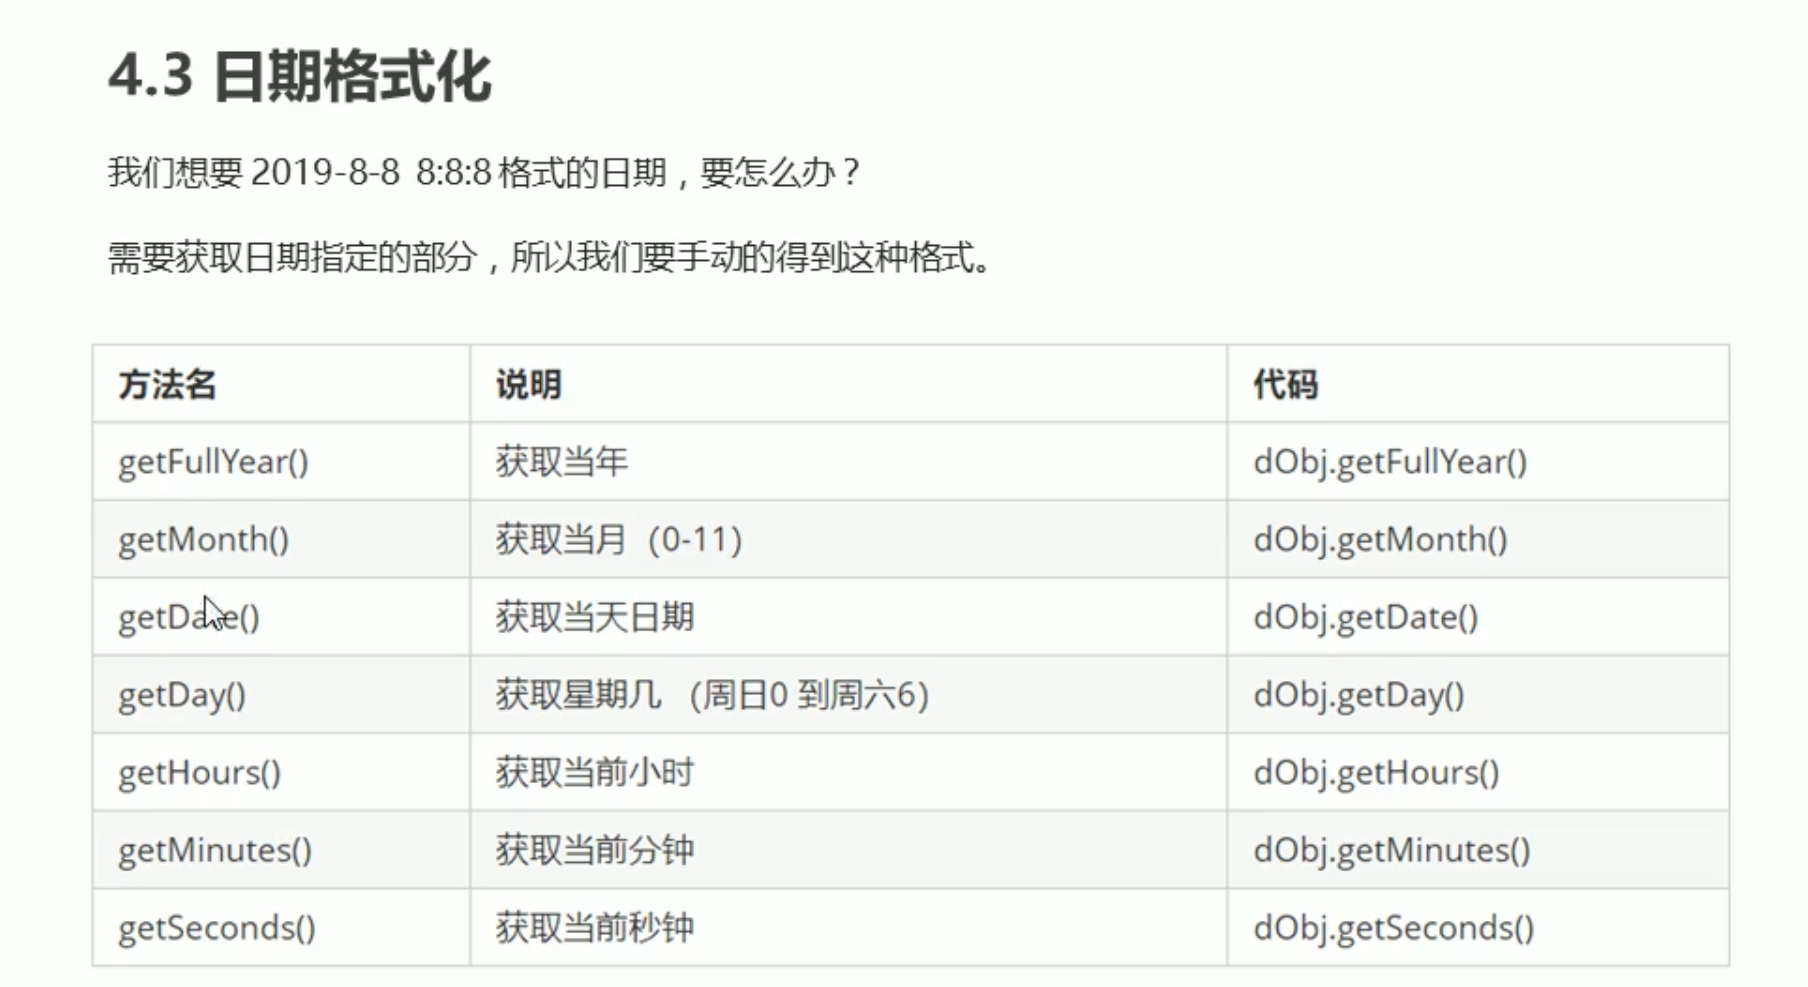 4.3 日期格式化
我们想要 2019-8-8 8:8:8 格式的日期，要怎么办？
需要获取日期指定的部分，所以我们要手动的得到这种格式。
方法名 说明 代码
getFullYear() 获取当年 dObj.getFullYear()
getMonth() 获取当月（0-11） dObj.getMonth()
getDate() 获取当天日期 dObj.getDate()
getDay() 获取星期几 （周日0 到周六6） dObj.getDay()
getHours() 获取当前小时 dObj.getHours()
getMinutes() 获取当前分钟 dObj.getMinutes()
getSeconds() 获取当前秒钟 dObj.getSeconds()